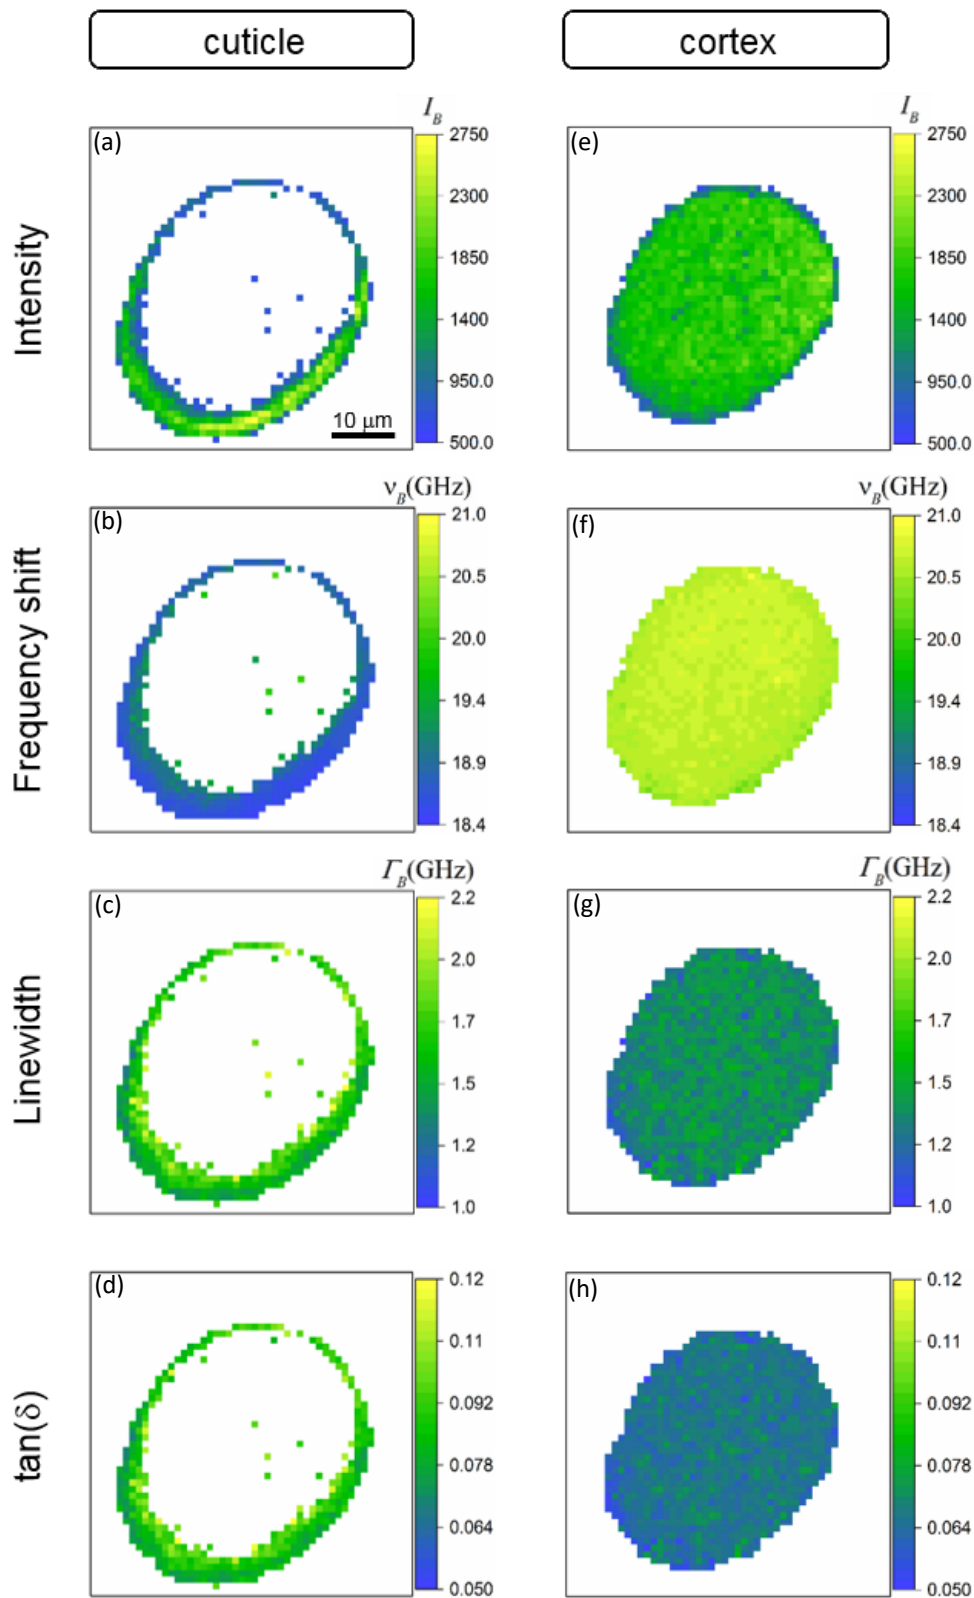 cuticle cortex
I_B I_B
(a) (e)
2750 2750
2300 2300
1850 1850
1400 1400
950.0 950.0
500.0 500.0
10 μm
Intensity
ν_B(GHz) ν_B(GHz)
(b) (f)
21.0 21.0
20.5 20.5
20.0 20.0
19.4 19.4
18.9 18.9
18.4 18.4
Frequency shift
Γ_B(GHz) Γ_B(GHz)
(c) (g)
2.2 2.2
2.0 2.0
1.7 1.7
1.5 1.5
1.2 1.2
1.0 1.0
Linewidth
(d) (h)
0.12 0.12
0.11 0.11
0.092 0.092
0.078 0.078
0.064 0.064
0.050 0.050
tan(δ)